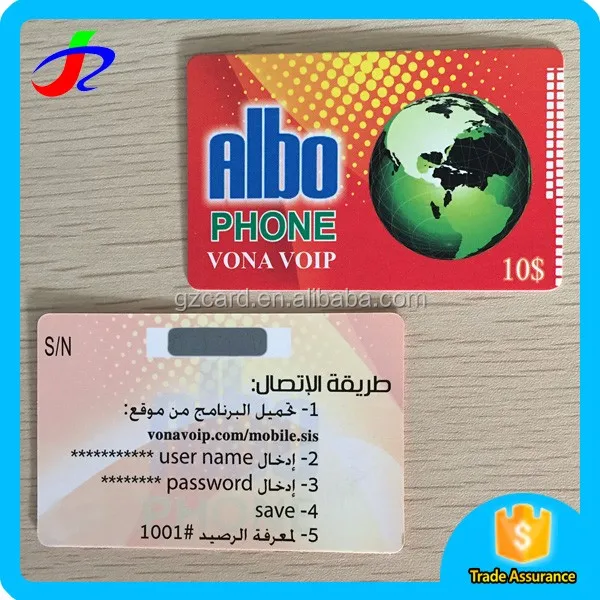 Albo
PHONE
VONA VOIP
10$
gzcard.en.alibaba.com
S/N
طريقة الإتصال:
1- تحميل البرنامج من موقع:
vonavoip.com/mobile.sis
2- إدخال user name ***********
3- إدخال password ********
4- save
5- لمعرفة الرصيد #1001
Trade Assurance